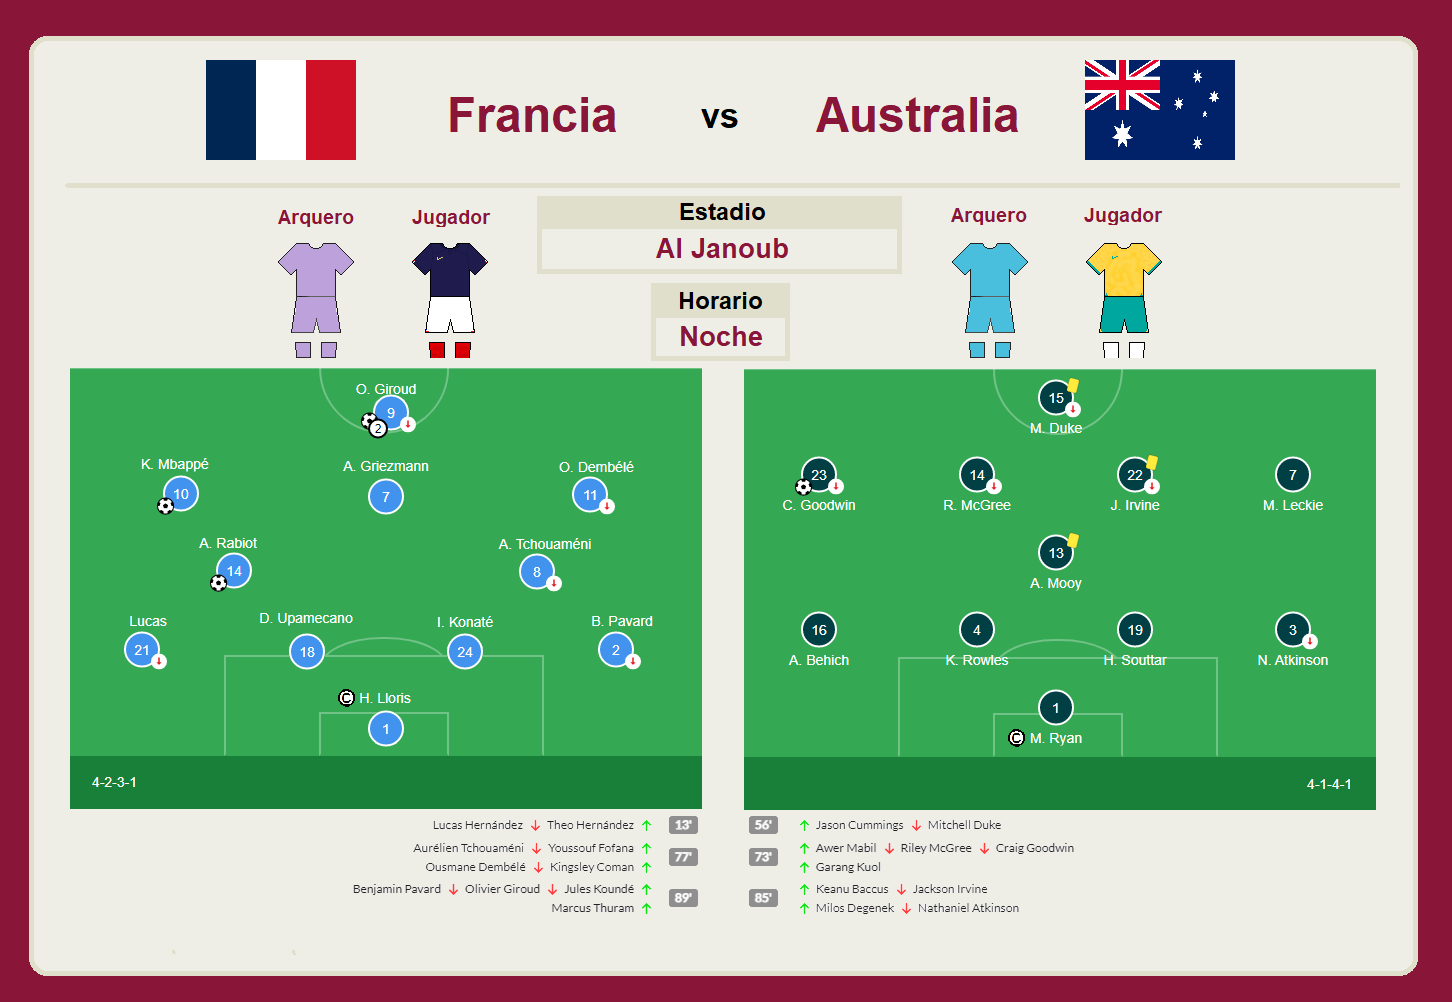 Francia vs Australia
Arquero Jugador
Estadio
Al Janoub
Horario
Noche
Arquero Jugador
O. Giroud
9
2
K. Mbappé
10
A. Griezmann
7
O. Dembélé
11
A. Rabiot
14
A. Tchouaméni
8
Lucas
21
D. Upamecano
18
I. Konaté
24
B. Pavard
2
C H. Lloris
1
4-2-3-1
15
M. Duke
23
C. Goodwin
14
R. McGree
22
J. Irvine
7
M. Leckie
13
A. Mooy
16
A. Behich
4
K. Rowles
19
H. Souttar
3
N. Atkinson
1
C M. Ryan
4-1-4-1
Lucas Hernández ↓ Theo Hernández ↑ 13'
Aurélien Tchouaméni ↓ Youssouf Fofana ↑ 77'
Ousmane Dembélé ↓ Kingsley Coman ↑
Benjamin Pavard ↓ Olivier Giroud ↓ Jules Koundé ↑ 89'
Marcus Thuram ↑
56' ↑ Jason Cummings ↓ Mitchell Duke
73' ↑ Awer Mabil ↓ Riley McGree ↓ Craig Goodwin
↑ Garang Kuol
85' ↑ Keanu Baccus ↓ Jackson Irvine
↑ Milos Degenek ↓ Nathaniel Atkinson